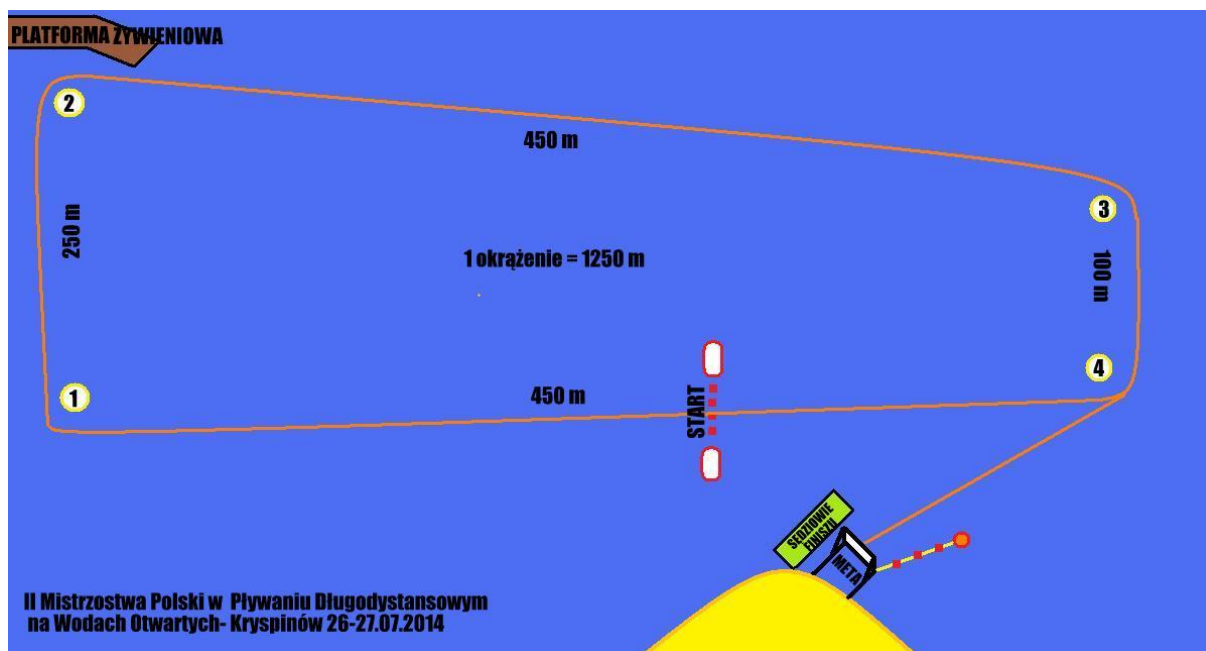 PLATFORMA ŻYWIENIOWA
2
450 m
3
250 m
1 okrążenie = 1250 m
100 m
4
1
450 m
START
SĘDZIOWIE
FINISZU
META
II Mistrzostwa Polski w Pływaniu Długodystansowym
na Wodach Otwartych- Kryspinów 26-27.07.2014